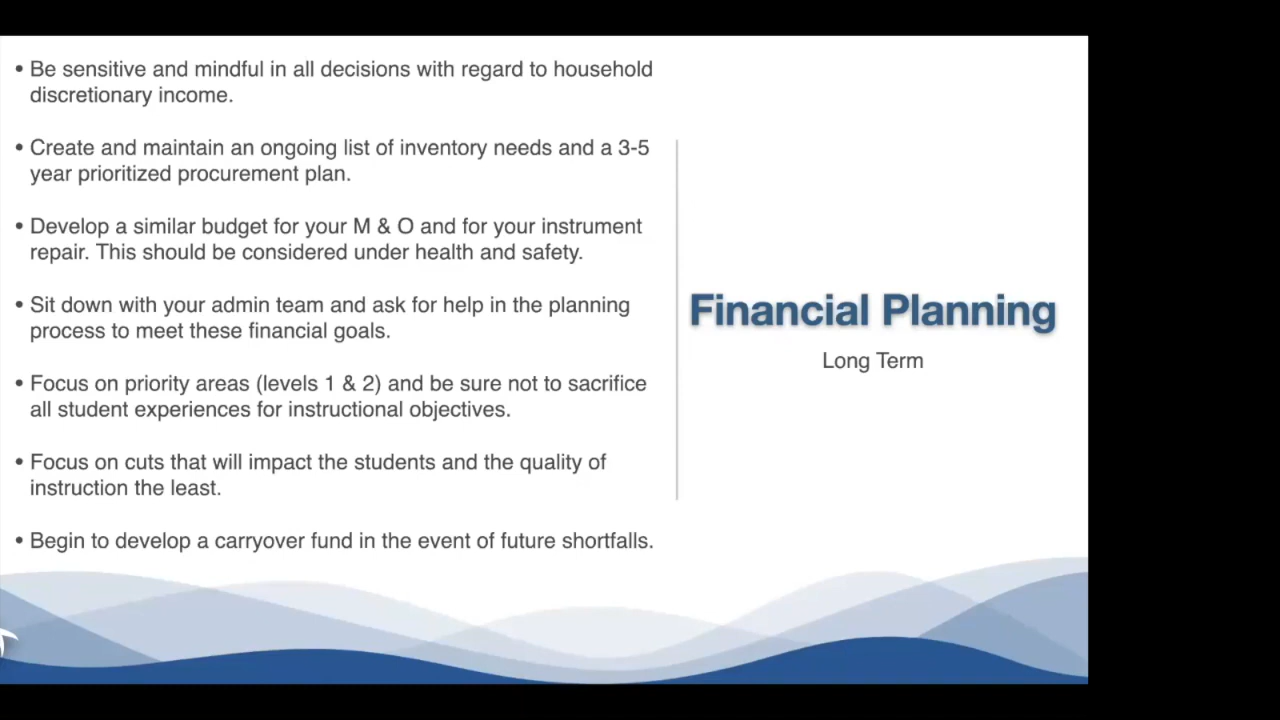 • Be sensitive and mindful in all decisions with regard to household
discretionary income.
• Create and maintain an ongoing list of inventory needs and a 3-5
year prioritized procurement plan.
• Develop a similar budget for your M & O and for your instrument
repair. This should be considered under health and safety.
• Sit down with your admin team and ask for help in the planning
process to meet these financial goals.
• Focus on priority areas (levels 1 & 2) and be sure not to sacrifice
all student experiences for instructional objectives.
• Focus on cuts that will impact the students and the quality of
instruction the least.
• Begin to develop a carryover fund in the event of future shortfalls.
Financial Planning
Long Term